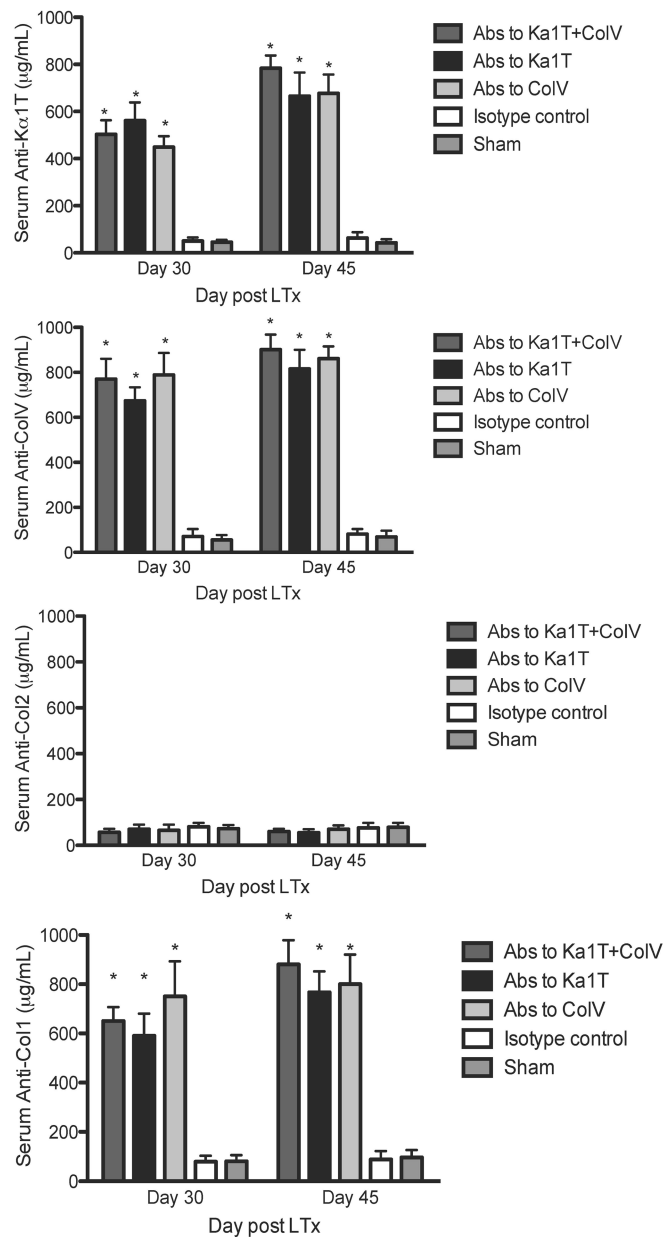 Serum Anti-Kα1T (μg/mL)
1000
800
600
400
200
0
* * * * * *
Day 30 Day 45
Day post LTx
Abs to Ka1T+ColV
Abs to Ka1T
Abs to ColV
Isotype control
Sham
Serum Anti-ColV (μg/mL)
1000
800
600
400
200
0
* * * * * *
Day 30 Day 45
Day post LTx
Abs to Ka1T+ColV
Abs to Ka1T
Abs to ColV
Isotype control
Sham
Serum Anti-Col2 (μg/mL)
1000
800
600
400
200
0
Day 30 Day 45
Day post LTx
Abs to Ka1T+ColV
Abs to Ka1T
Abs to ColV
Isotype control
Sham
Serum Anti-Col1 (μg/mL)
1000
800
600
400
200
0
* * * * * *
Day 30 Day 45
Day post LTx
Abs to Ka1T+ColV
Abs to Ka1T
Abs to ColV
Isotype control
Sham